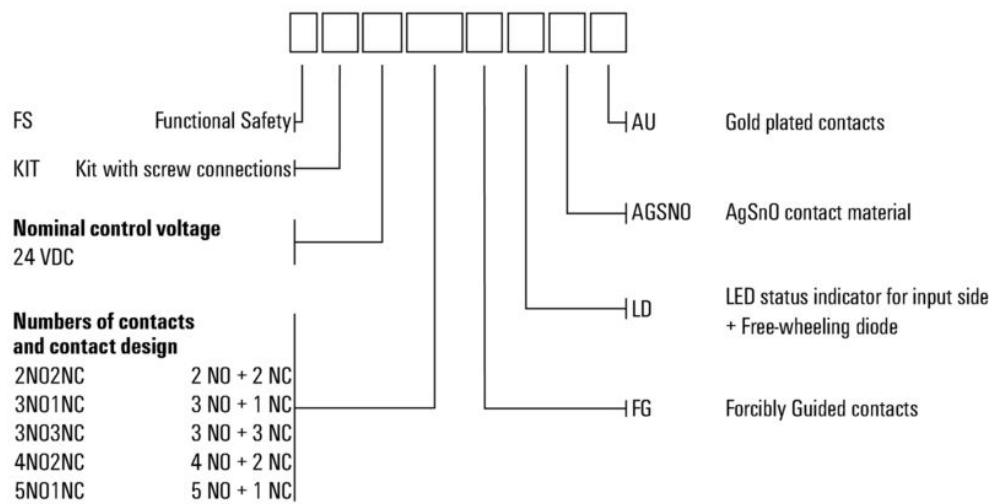 FS Functional Safety
KIT Kit with screw connections
Nominal control voltage
24 VDC
Numbers of contacts
and contact design
2NO2NC 2 NO + 2 NC
3NO1NC 3 NO + 1 NC
3NO3NC 3 NO + 3 NC
4NO2NC 4 NO + 2 NC
5NO1NC 5 NO + 1 NC
AU Gold plated contacts
AGSNO AgSnO contact material
LD LED status indicator for input side
+ Free-wheeling diode
FG Forcibly Guided contacts